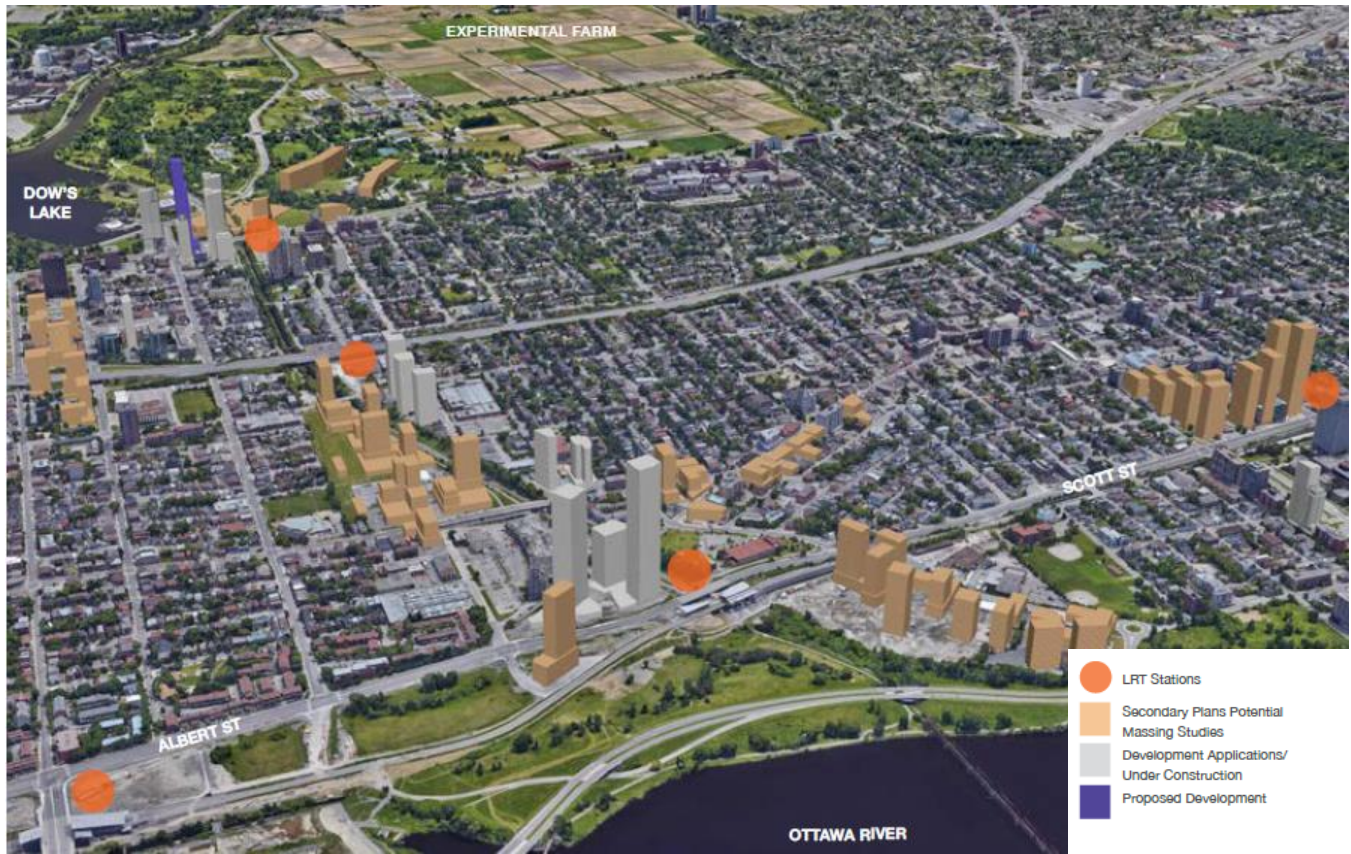 EXPERIMENTAL FARM
DOW'S
LAKE
SCOTT ST
ALBERT ST
OTTAWA RIVER
LRT Stations
Secondary Plans Potential
Massing Studies
Development Applications/
Under Construction
Proposed Development